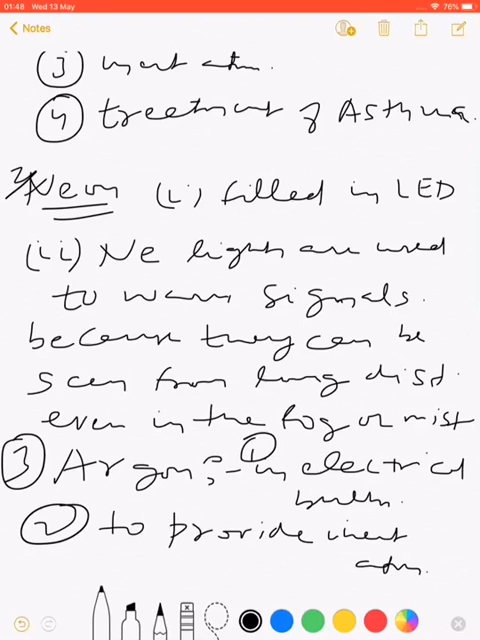 01:48 Wed 13 May 76%
Notes
(3) inert atm.
(4) treetment of Asthma.
2) Neon (i) filled in LED
(ii) Ne lights are used
to warn signals.
because they can be
seen from long dist.
even in the fog or mist
(3) Argon :- (1) in electrical
bulbs.
(2) to provide inert
atm.